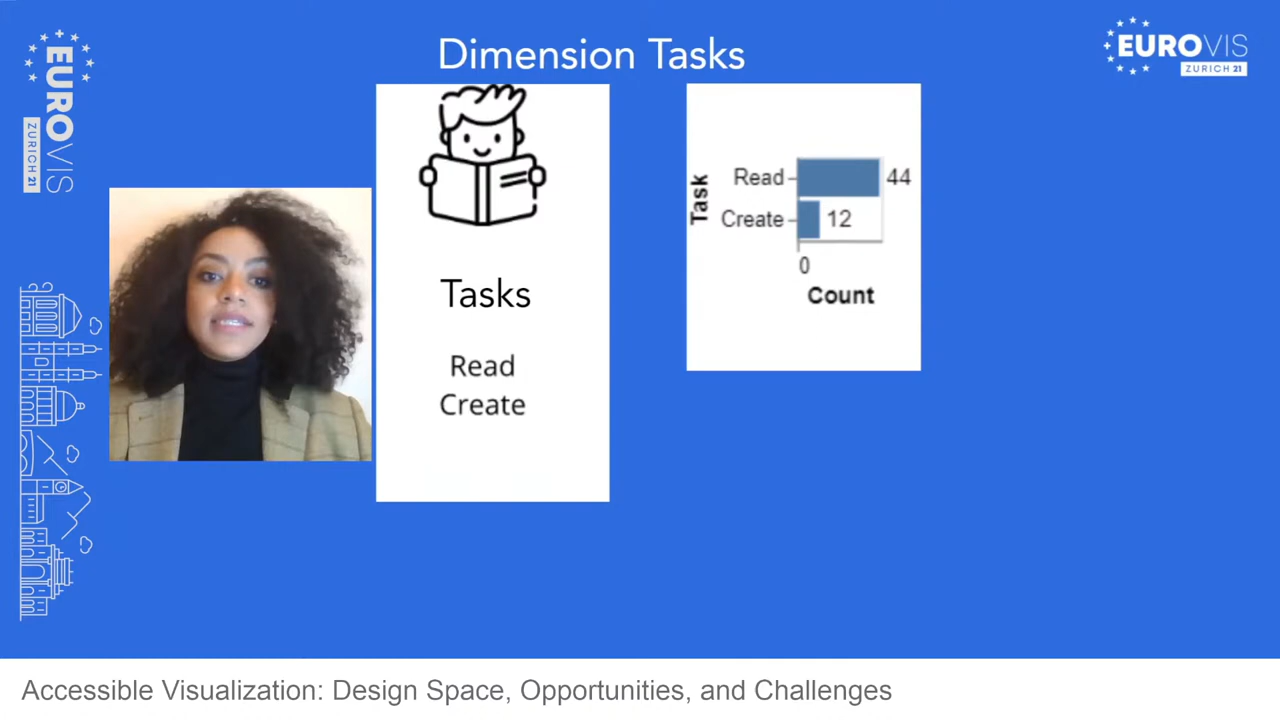 Dimension Tasks
EUROVIS
ZURICH 21
EUROVIS
ZURICH 21
Tasks
Read
Create
Task
Read
44
Create
12
0
Count
Accessible Visualization: Design Space, Opportunities, and Challenges